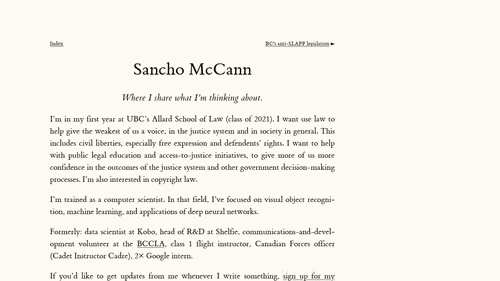 Index
BC's anti-SLAPP legislation ►
Sancho McCann
Where I share what I'm thinking about.
I'm in my first year at UBC's Allard School of Law (class of 2021). I want use law to
help give the weakest of us a voice, in the justice system and in society in general. This
includes civil liberties, especially free expression and defendents' rights. I want to help
with public legal education and access-to-justice initiatives, to give more of us more
confidence in the outcomes of the justice system and other government decision-making
processes. I'm also interested in copyright law.
I'm trained as a computer scientist. In that field, I've focused on visual object recogni-
tion, machine learning, and applications of deep neural networks.
Formerly: data scientist at Kobo, head of R&D at Shelfie, communications-and-devel-
opment volunteer at the BCCLA, class 1 flight instructor, Canadian Forces officer
(Cadet Instructor Cadre), 2× Google intern.
If you'd like to get updates from me whenever I write something, sign up for my